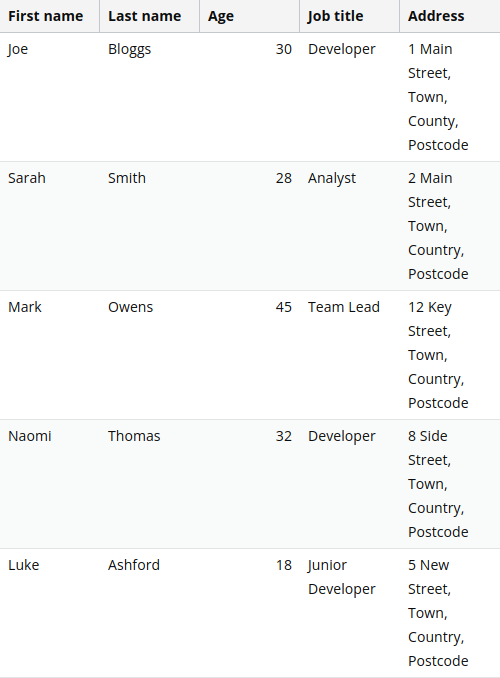 First name Last name Age Job title Address
Joe Bloggs 30 Developer 1 Main
Street,
Town,
County,
Postcode
Sarah Smith 28 Analyst 2 Main
Street,
Town,
Country,
Postcode
Mark Owens 45 Team Lead 12 Key
Street,
Town,
Country,
Postcode
Naomi Thomas 32 Developer 8 Side
Street,
Town,
Country,
Postcode
Luke Ashford 18 Junior 5 New
Developer Street,
Town,
Country,
Postcode